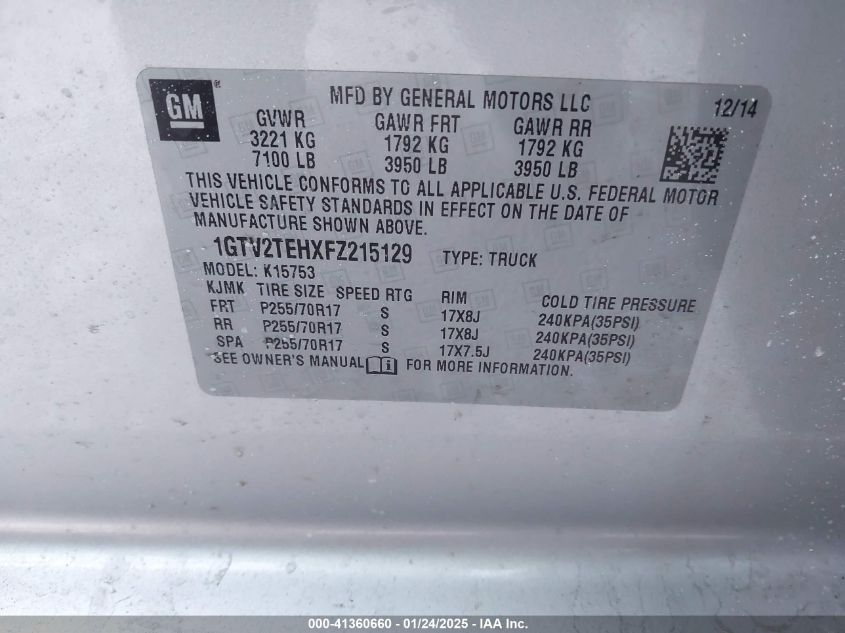 GM®
MFD BY GENERAL MOTORS LLC 12/14
GVWR GAWR FRT GAWR RR
3221 KG 1792 KG 1792 KG
7100 LB 3950 LB 3950 LB
THIS VEHICLE CONFORMS TO ALL APPLICABLE U.S. FEDERAL MOTOR
VEHICLE SAFETY STANDARDS IN EFFECT ON THE DATE OF
MANUFACTURE SHOWN ABOVE.
1GTV2TEHXFZ215129 TYPE: TRUCK
MODEL: K15753
KJMK TIRE SIZE SPEED RTG RIM COLD TIRE PRESSURE
FRT P255/70R17 S 17X8J 240KPA(35PSI)
RR P255/70R17 S 17X8J 240KPA(35PSI)
SPA P265/70R17 S 17X7.5J 240KPA(35PSI)
SEE OWNER'S MANUAL FOR MORE INFORMATION.
000-41360660 - 01/24/2025 - IAA Inc.